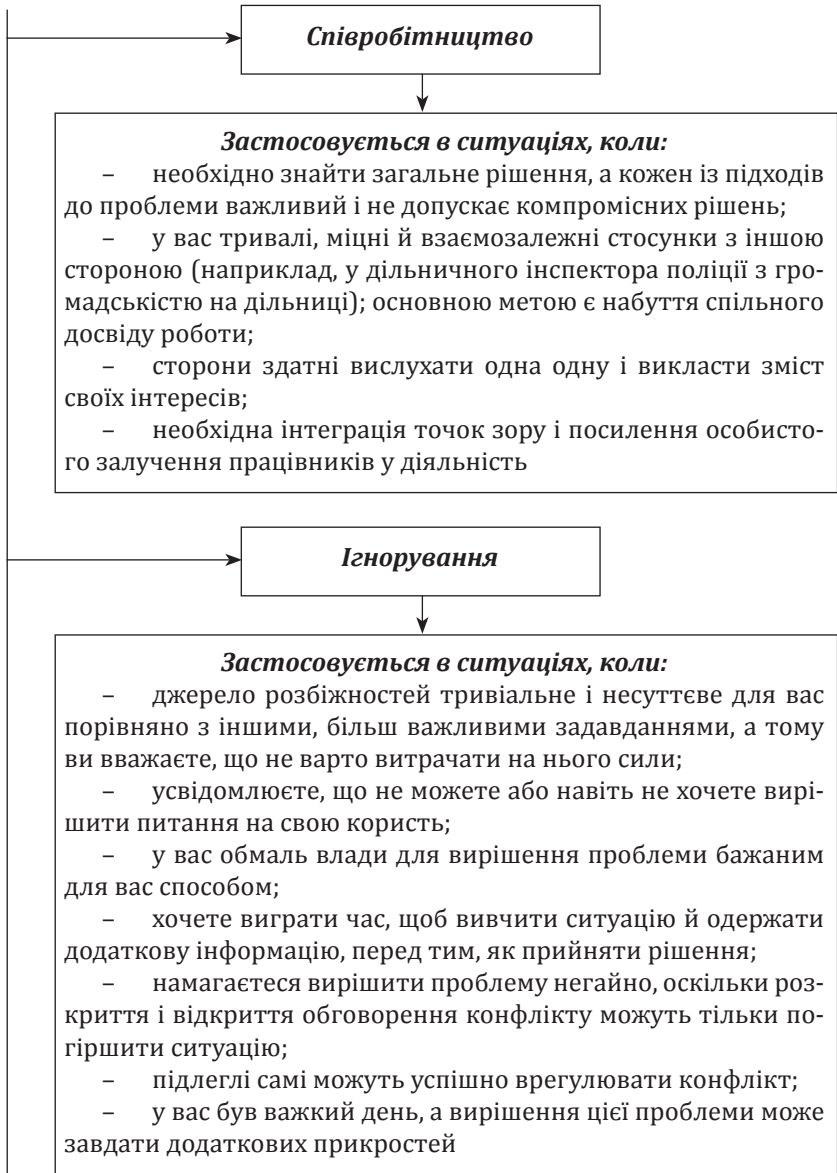 Співробітництво
Застосовується в ситуаціях, коли:
– необхідно знайти загальне рішення, а кожен із підходів
до проблеми важливий і не допускає компромісних рішень;
– у вас тривалі, міцні й взаємозалежні стосунки з іншою
стороною (наприклад, у дільничного інспектора поліції з гро-
мадськістю на дільниці); основною метою є набуття спільного
досвіду роботи;
– сторони здатні вислухати одна одну і викласти зміст
своїх інтересів;
– необхідна інтеграція точок зору і посилення особисто-
го залучення працівників у діяльність
Ігнорування
Застосовується в ситуаціях, коли:
– джерело розбіжностей тривіальне і несуттєве для вас
порівняно з іншими, більш важливими задавданнями, а тому
ви вважаєте, що не варто витрачати на нього сили;
– усвідомлюєте, що не можете або навіть не хочете вирі-
шити питання на свою користь;
– у вас обмаль влади для вирішення проблеми бажаним
для вас способом;
– хочете виграти час, щоб вивчити ситуацію й одержати
додаткову інформацію, перед тим, як прийняти рішення;
– намагаєтеся вирішити проблему негайно, оскільки роз-
криття і відкриття обговорення конфлікту можуть тільки по-
гіршити ситуацію;
– підлеглі самі можуть успішно врегулювати конфлікт;
– у вас був важкий день, а вирішення цієї проблеми може
завдати додаткових прикростей